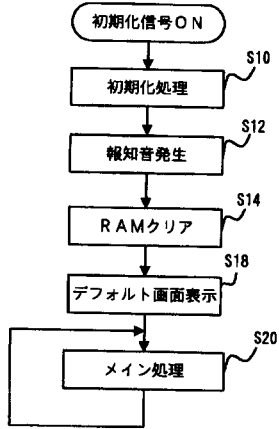 初期化信号ON
S10
初期化処理
S12
報知音発生
S14
RAMクリア
S18
デフォルト画面表示
S20
メイン処理